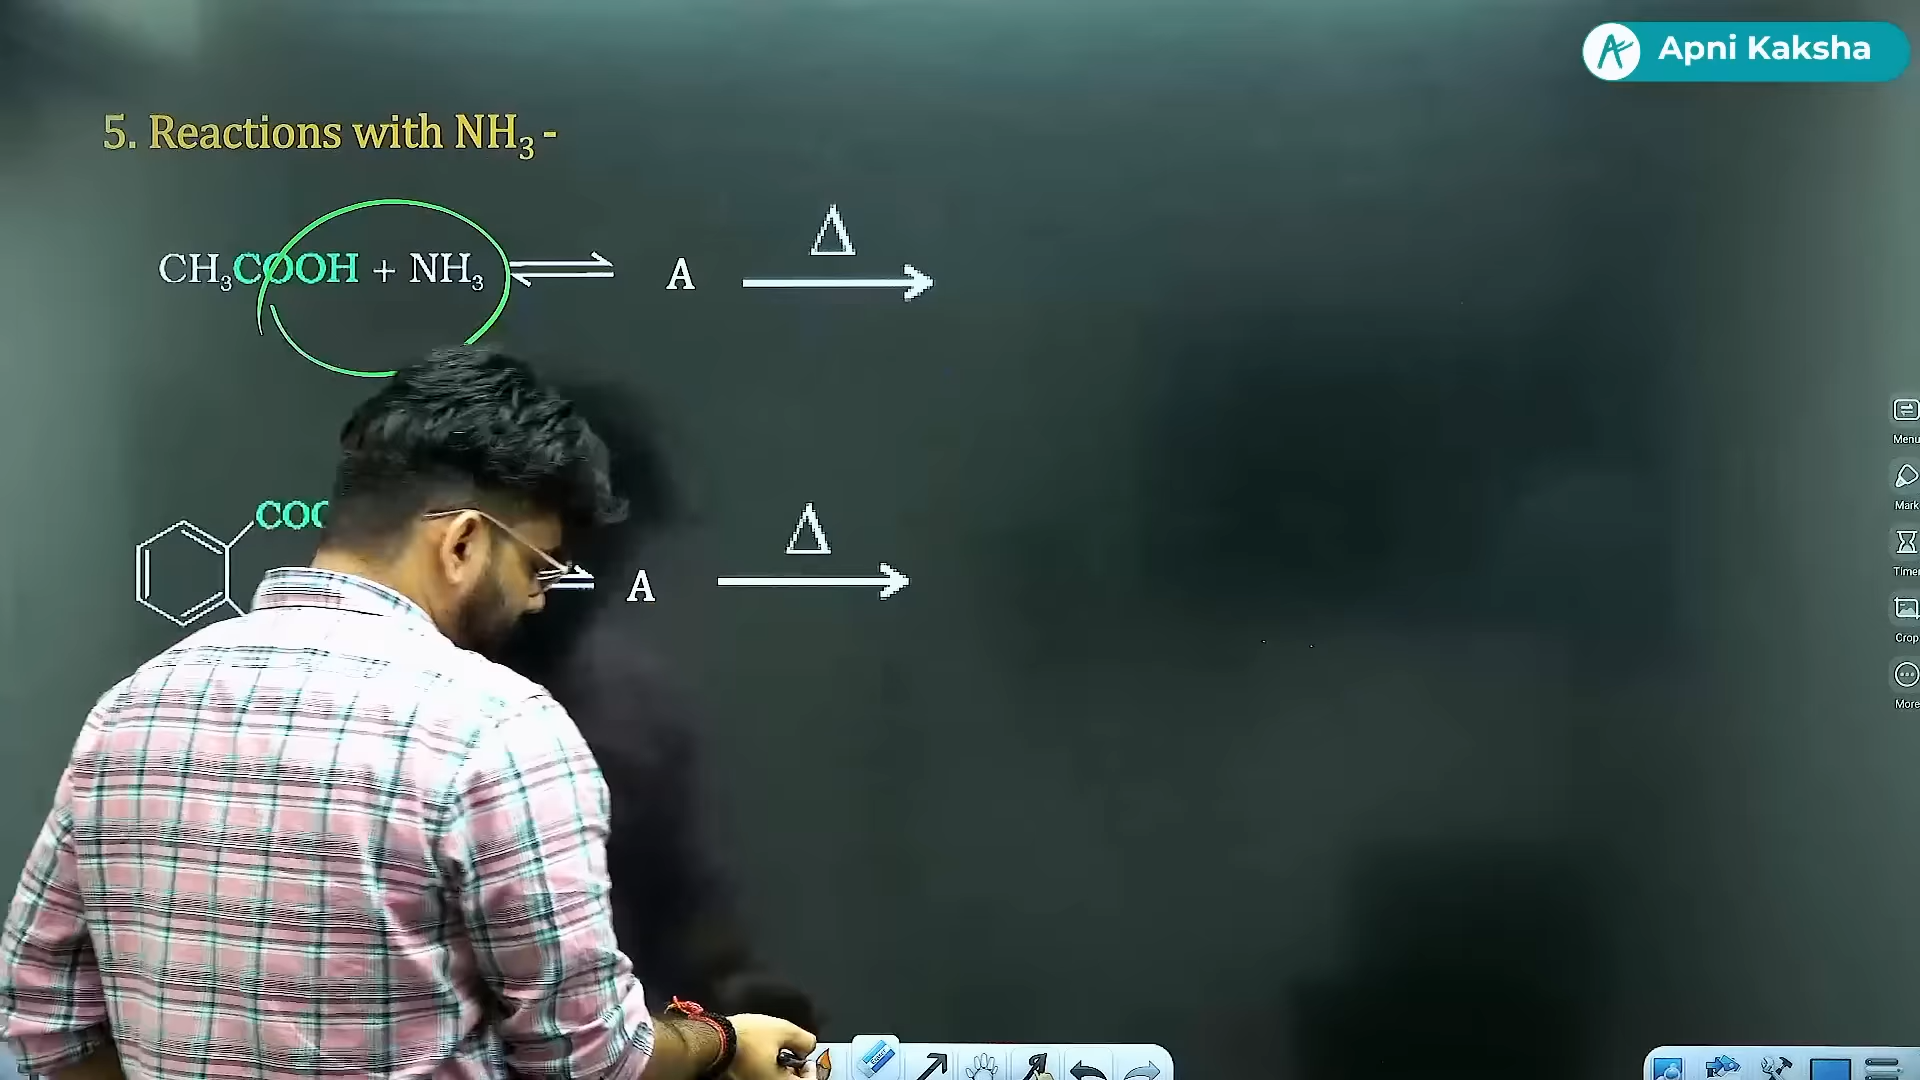 Apni Kaksha
5. Reactions with NH₃ -
CH₃COOH + NH₃ ⇌ A Δ →
COO
A Δ →
Menu
Mark
Timer
Crop
More